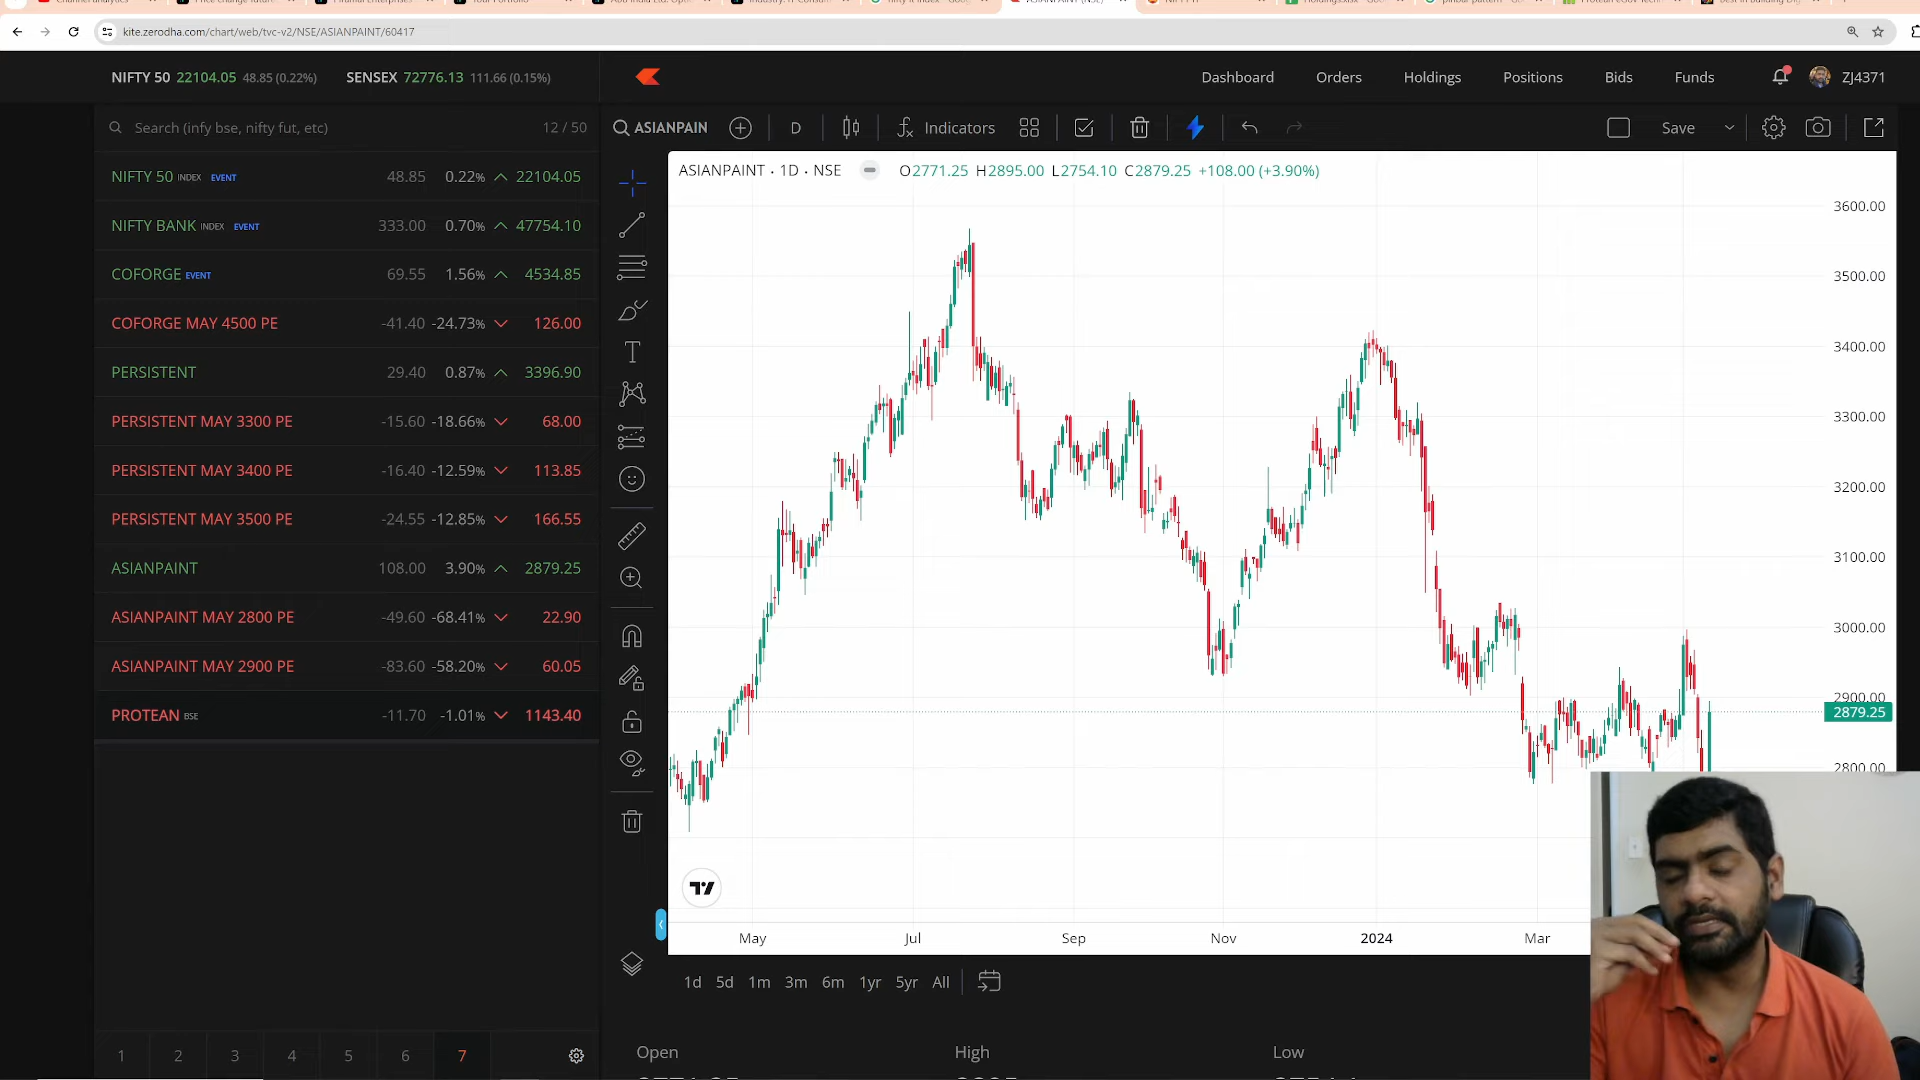 kite.zerodha.com/chart/web/tvc-v2/NSE/ASIANPAINT/60417
NIFTY 50 22104.05 48.85 (0.22%) SENSEX 72776.13 111.66 (0.15%)
Dashboard Orders Holdings Positions Bids Funds ZJ4371
Search (infy bse, nifty fut, etc) 12 / 50
ASIANPAIN D Indicators Save
NIFTY 50 INDEX EVENT 48.85 0.22% 22104.05
NIFTY BANK INDEX EVENT 333.00 0.70% 47754.10
COFORGE EVENT 69.55 1.56% 4534.85
COFORGE MAY 4500 PE -41.40 -24.73% 126.00
PERSISTENT 29.40 0.87% 3396.90
PERSISTENT MAY 3300 PE -15.60 -18.66% 68.00
PERSISTENT MAY 3400 PE -16.40 -12.59% 113.85
PERSISTENT MAY 3500 PE -24.55 -12.85% 166.55
ASIANPAINT 108.00 3.90% 2879.25
ASIANPAINT MAY 2800 PE -49.60 -68.41% 22.90
ASIANPAINT MAY 2900 PE -83.60 -58.20% 60.05
PROTEAN BSE -11.70 -1.01% 1143.40
1 2 3 4 5 6 7
ASIANPAINT · 1D · NSE O2771.25 H2895.00 L2754.10 C2879.25 +108.00 (+3.90%)
3600.00
3500.00
3400.00
3300.00
3200.00
3100.00
3000.00
2900.00
2879.25
2800.00
May Jul Sep Nov 2024 Mar
1d 5d 1m 3m 6m 1yr 5yr All
Open High Low